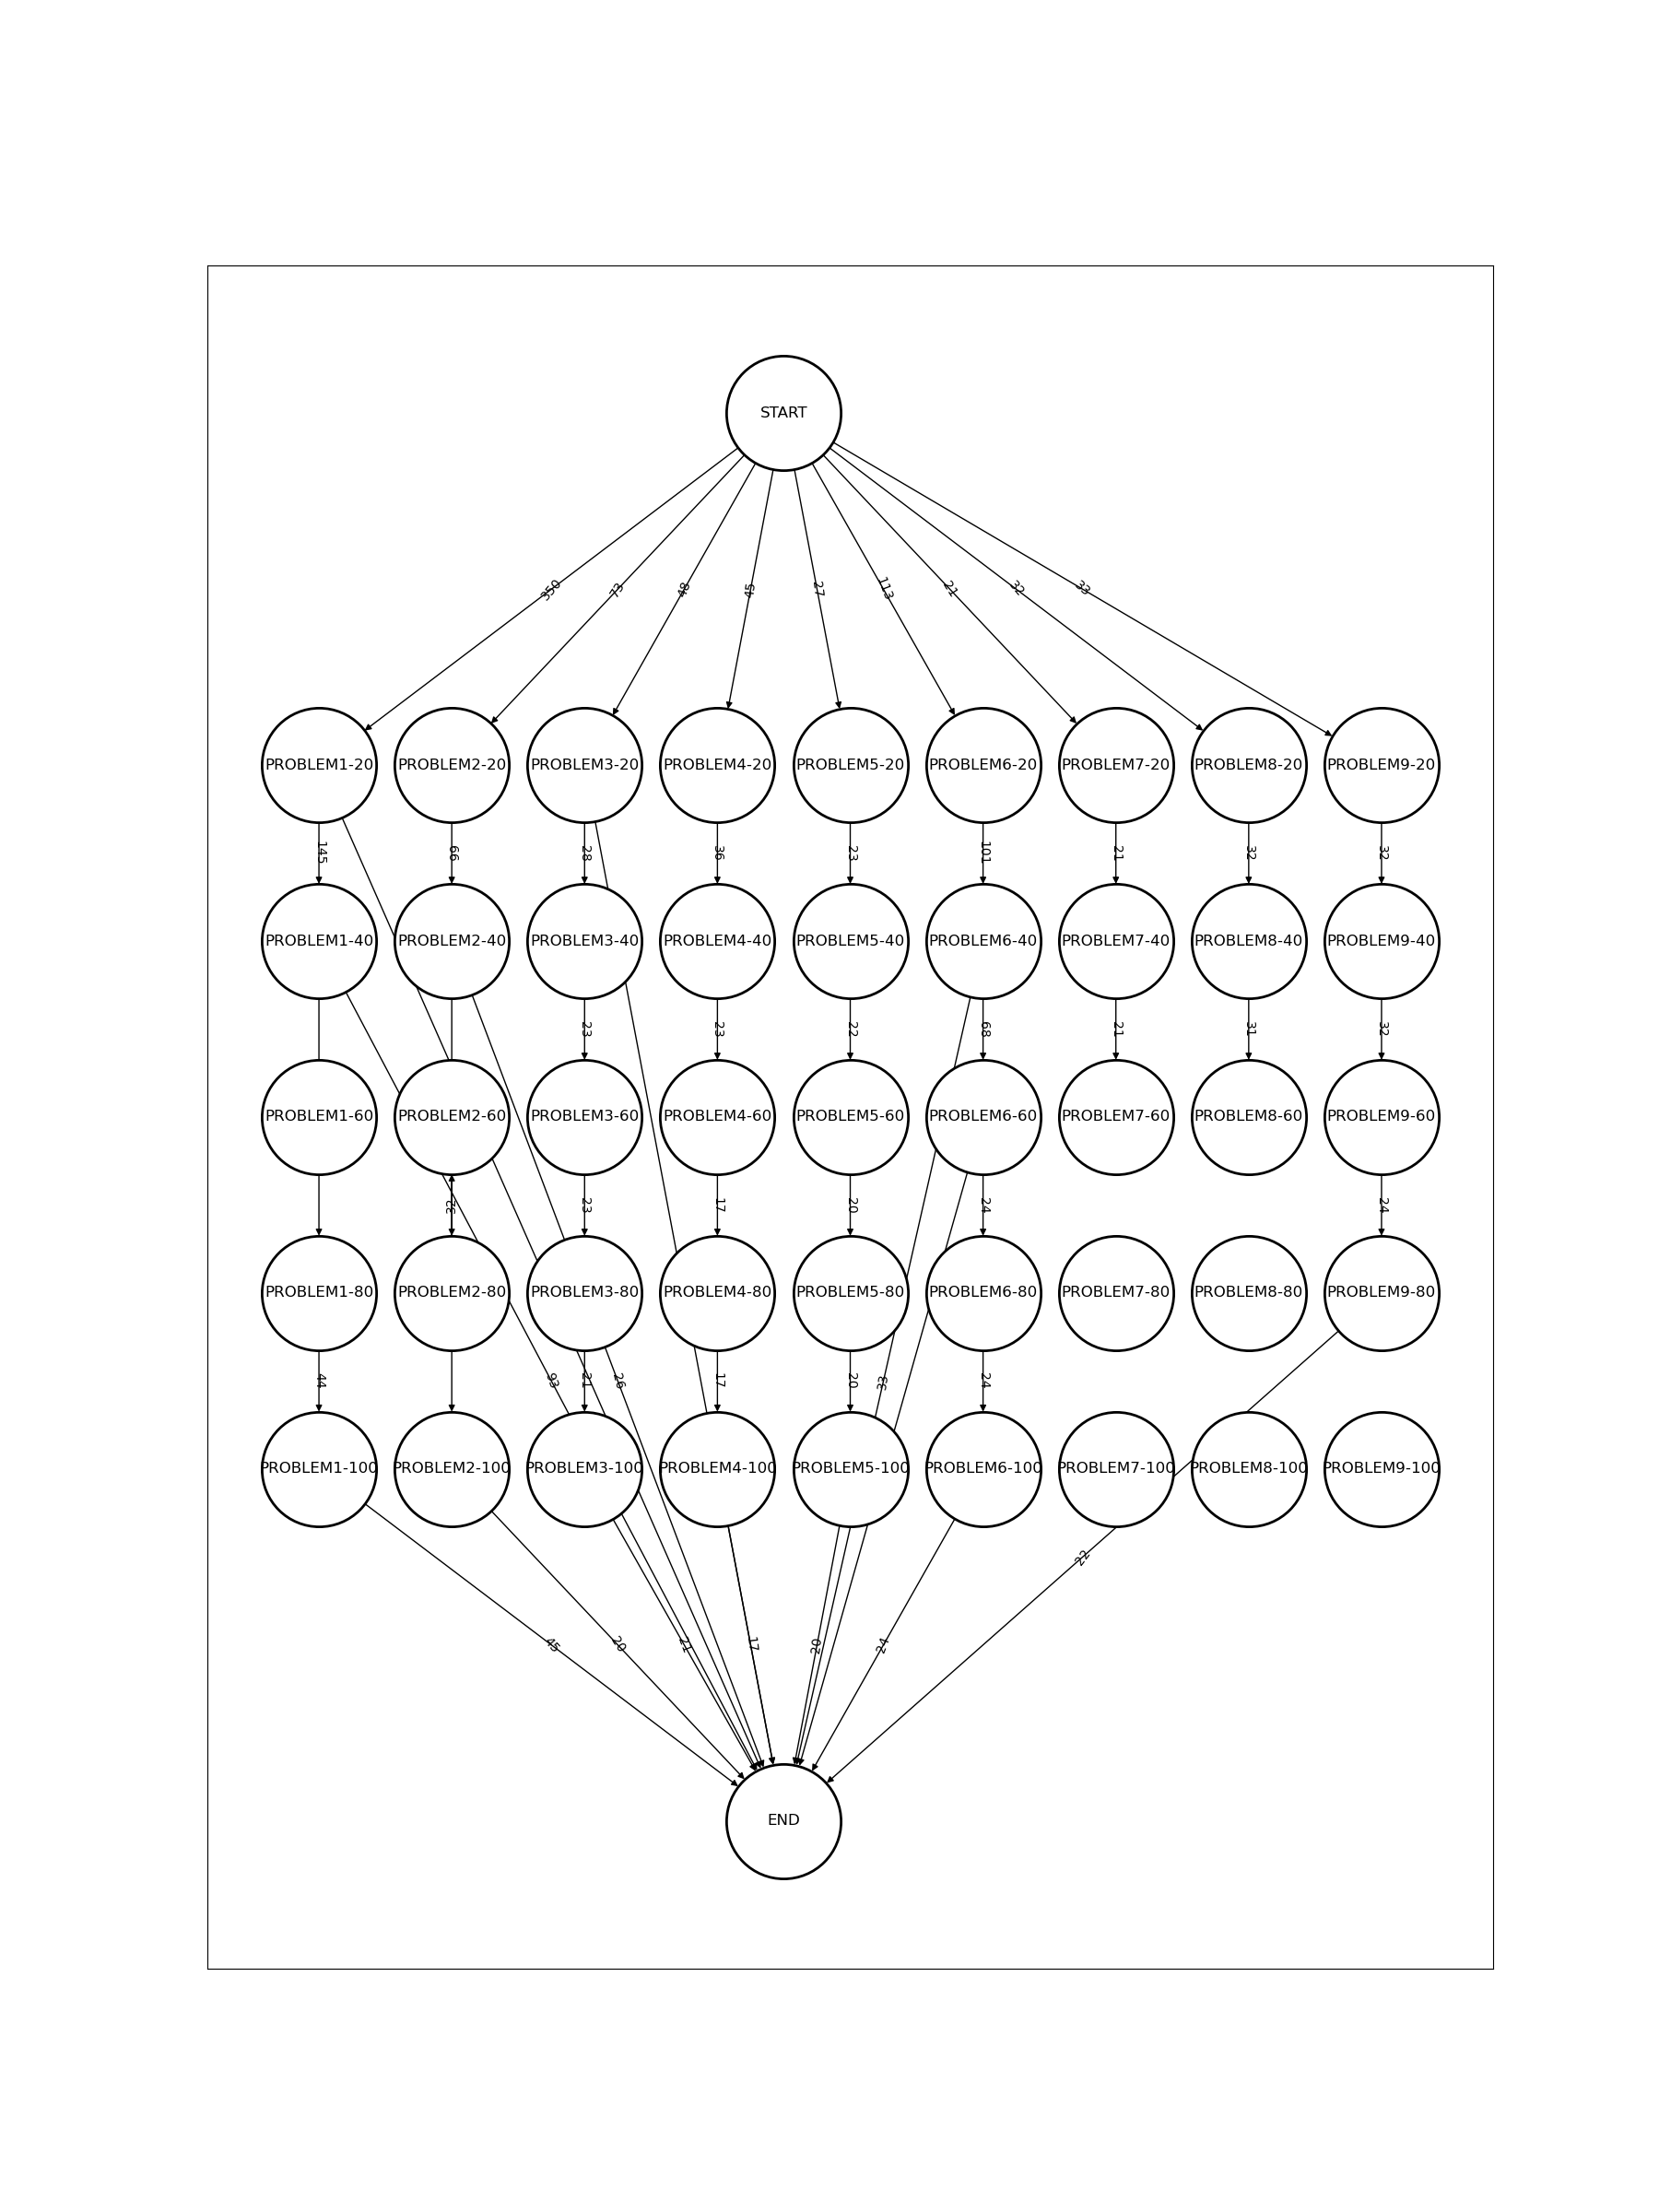 START
350 73 48 45 27 113 21 32 33
PROBLEM1-20 PROBLEM2-20 PROBLEM3-20 PROBLEM4-20 PROBLEM5-20 PROBLEM6-20 PROBLEM7-20 PROBLEM8-20 PROBLEM9-20
145 66 28 36 23 101 21 32 32
PROBLEM1-40 PROBLEM2-40 PROBLEM3-40 PROBLEM4-40 PROBLEM5-40 PROBLEM6-40 PROBLEM7-40 PROBLEM8-40 PROBLEM9-40
23 23 22 68 21 31 32
PROBLEM1-60 PROBLEM2-60 PROBLEM3-60 PROBLEM4-60 PROBLEM5-60 PROBLEM6-60 PROBLEM7-60 PROBLEM8-60 PROBLEM9-60
23 17 20 24 24
PROBLEM1-80 PROBLEM2-80 PROBLEM3-80 PROBLEM4-80 PROBLEM5-80 PROBLEM6-80 PROBLEM7-80 PROBLEM8-80 PROBLEM9-80
44 93 21 26 17 20 33 24
PROBLEM1-100 PROBLEM2-100 PROBLEM3-100 PROBLEM4-100 PROBLEM5-100 PROBLEM6-100 PROBLEM7-100 PROBLEM8-100 PROBLEM9-100
22
45 20 21 17 20 24
END